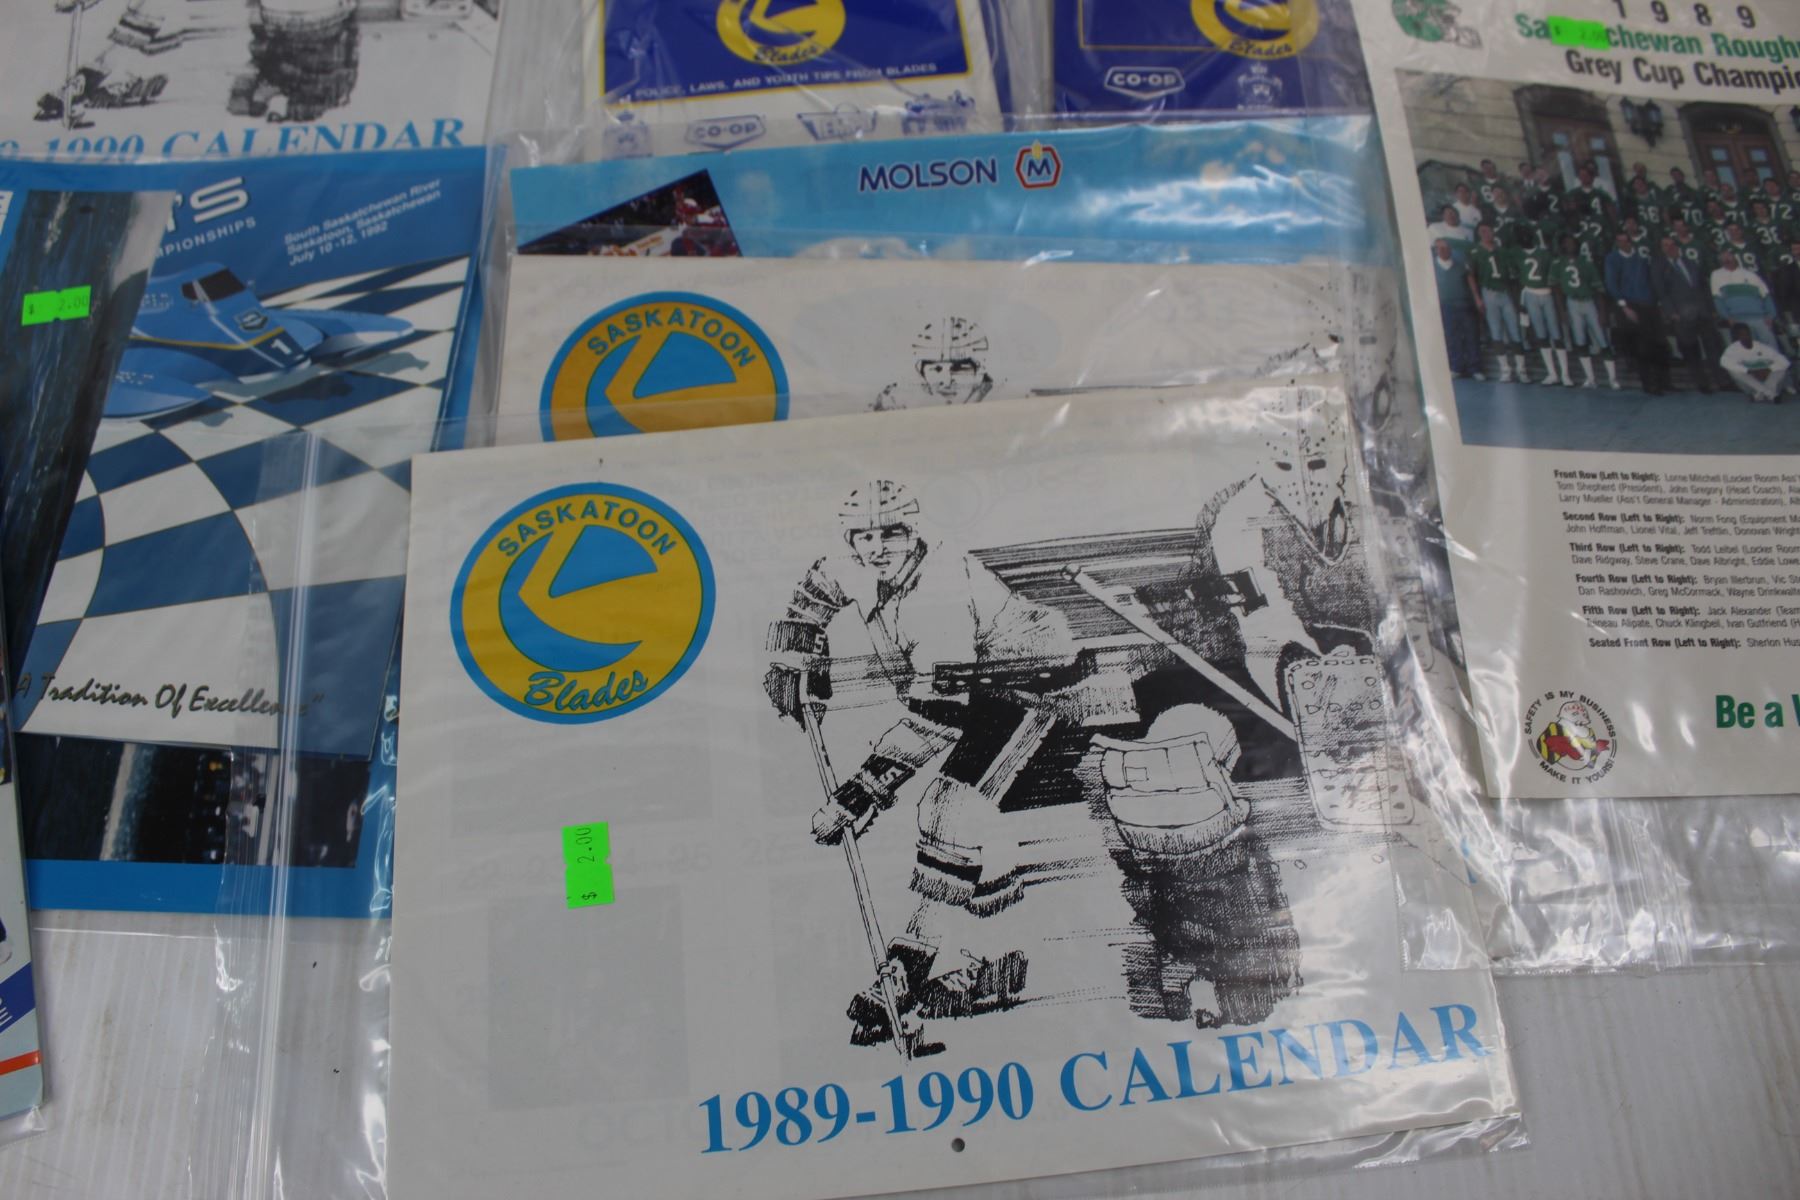 1990 CALENDAR
Blades
POLICE, LAWS, AND YOUTH TIPS FROM BLADES
CO-OP
Blades
CO-OP
1989
Roughr
Grey Cup Champi
$ 2.00
MOLSON
M
'S
South Saskatchewan River
Saskatoon, Saskatchewan
July 10-12, 1992
1
$ 2.00
A Tradition Of
SASKATOON
SASKATOON
Blades
$ 2.00
1989-1990 CALENDAR
Front Row (Left to Right): Lorne Mitchell (Locker Room
Tom Shepherd (President), John Gregory (Head Coach),
Larry Mueller (Ass't General Manager - Administration),
Second Row (Left to Right): Norm Fong (Equipment
John Hoffman, Lionel Vital, Jeff Treftlin, Donovan Wright
Third Row (Left to Right): Todd Leibel (Locker Room
Dave Ridgway, Steve Crane, Dave Albright, Eddie Lowe
Fourth Row (Left to Right): Bryan Illerbrun, Vic
Dan Rashovich, Greg McCormack, Wayne
Fifth Row (Left to Right): Jack Alexander (Team
Alipate, Chuck Klingbeil, Ivan Gutfriend
Seated Front Row (Left to Right): Sherlon
SAFETY IS MY BUSINESS
MAKE IT YOURS!
Be a